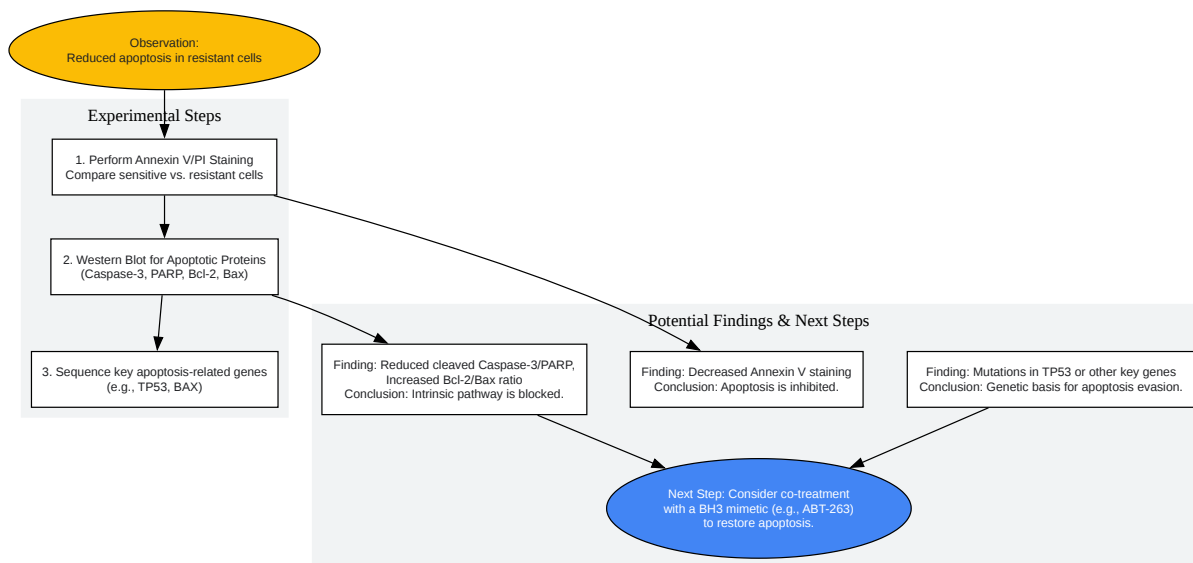 Observation:
Reduced apoptosis in resistant cells
Experimental Steps
1. Perform Annexin V/PI Staining
Compare sensitive vs. resistant cells
2. Western Blot for Apoptotic Proteins
(Caspase-3, PARP, Bcl-2, Bax)
3. Sequence key apoptosis-related genes
(e.g., TP53, BAX)
Potential Findings & Next Steps
Finding: Reduced cleaved Caspase-3/PARP,
Increased Bcl-2/Bax ratio
Conclusion: Intrinsic pathway is blocked.
Finding: Decreased Annexin V staining
Conclusion: Apoptosis is inhibited.
Finding: Mutations in TP53 or other key genes
Conclusion: Genetic basis for apoptosis evasion.
Next Step: Consider co-treatment
with a BH3 mimetic (e.g., ABT-263)
to restore apoptosis.